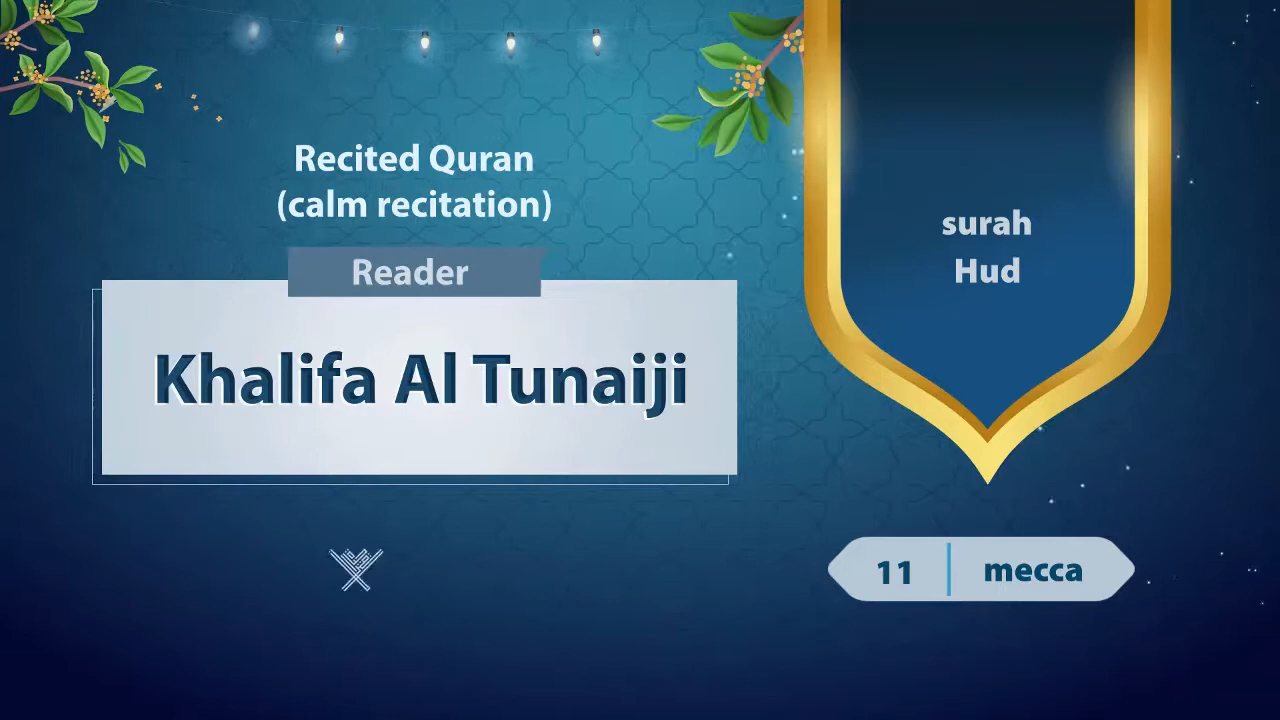 Recited Quran
(calm recitation)
Reader
Khalifa Al Tunaiji
surah
Hud
11
mecca